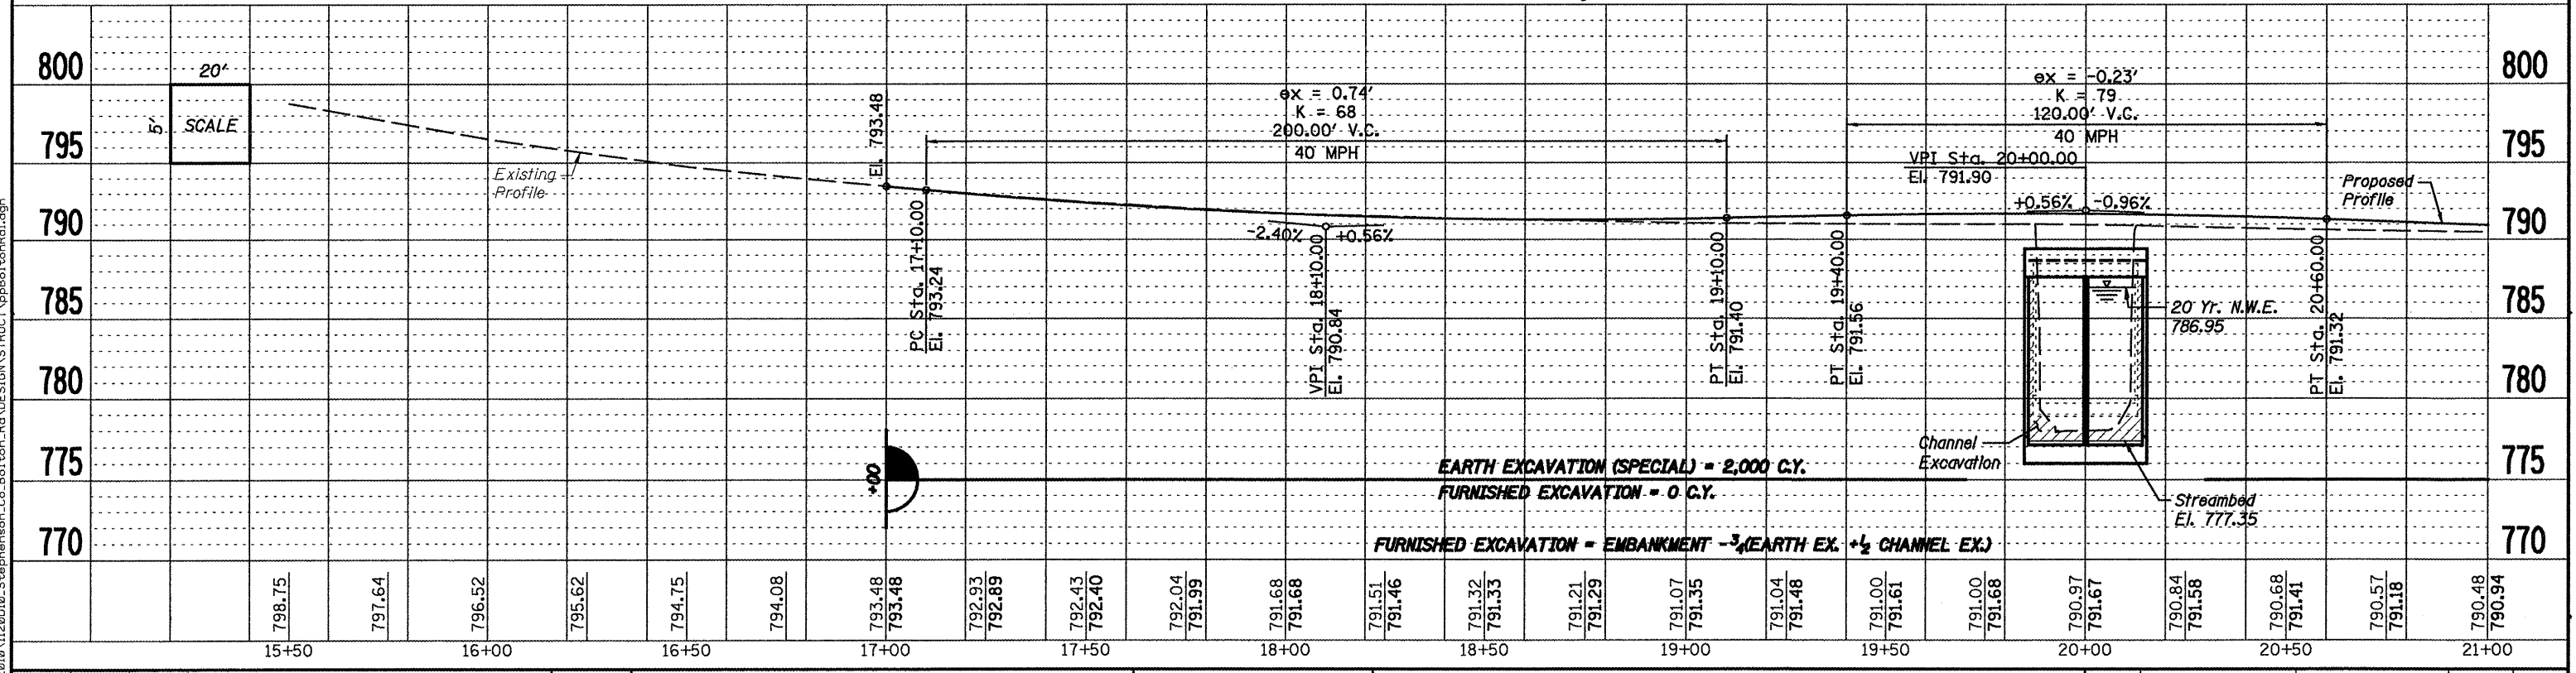 800
795
790
785
780
775
770
20'
5'
SCALE
Existing
Profile
El. 793.48
PC Sta. 17+10.00
El. 793.24
ex = 0.74'
K = 68
200.00' V.C.
40 MPH
-2.40%
+0.56%
VPI Sta. 18+10.00
El. 790.84
PT Sta. 19+10.00
El. 791.40
PT Sta. 19+40.00
El. 791.56
ex = -0.23'
K = 79
120.00' V.C.
40 MPH
VPI Sta. 20+00.00
El. 791.90
+0.56%
-0.96%
Proposed
Profile
PT Sta. 20+60.00
El. 791.32
20 Yr. N.W.E.
786.95
Channel
Excavation
Streambed
El. 777.35
+00
EARTH EXCAVATION (SPECIAL) = 2,000 C.Y.
FURNISHED EXCAVATION = 0 C.Y.
FURNISHED EXCAVATION = EMBANKMENT -3/4(EARTH EX. +1/2 CHANNEL EX.)
800
795
790
785
780
775
770
798.75
797.64
796.52
795.62
794.75
794.08
793.48
793.48
792.93
792.89
792.43
792.40
792.04
791.99
791.68
791.68
791.51
791.46
791.32
791.33
791.21
791.29
791.07
791.35
791.04
791.48
791.00
791.61
791.00
791.68
790.97
791.67
790.84
791.58
790.68
791.41
790.57
791.18
790.48
790.94
15+50
16+00
16+50
17+00
17+50
18+00
18+50
19+00
19+50
20+00
20+50
21+00